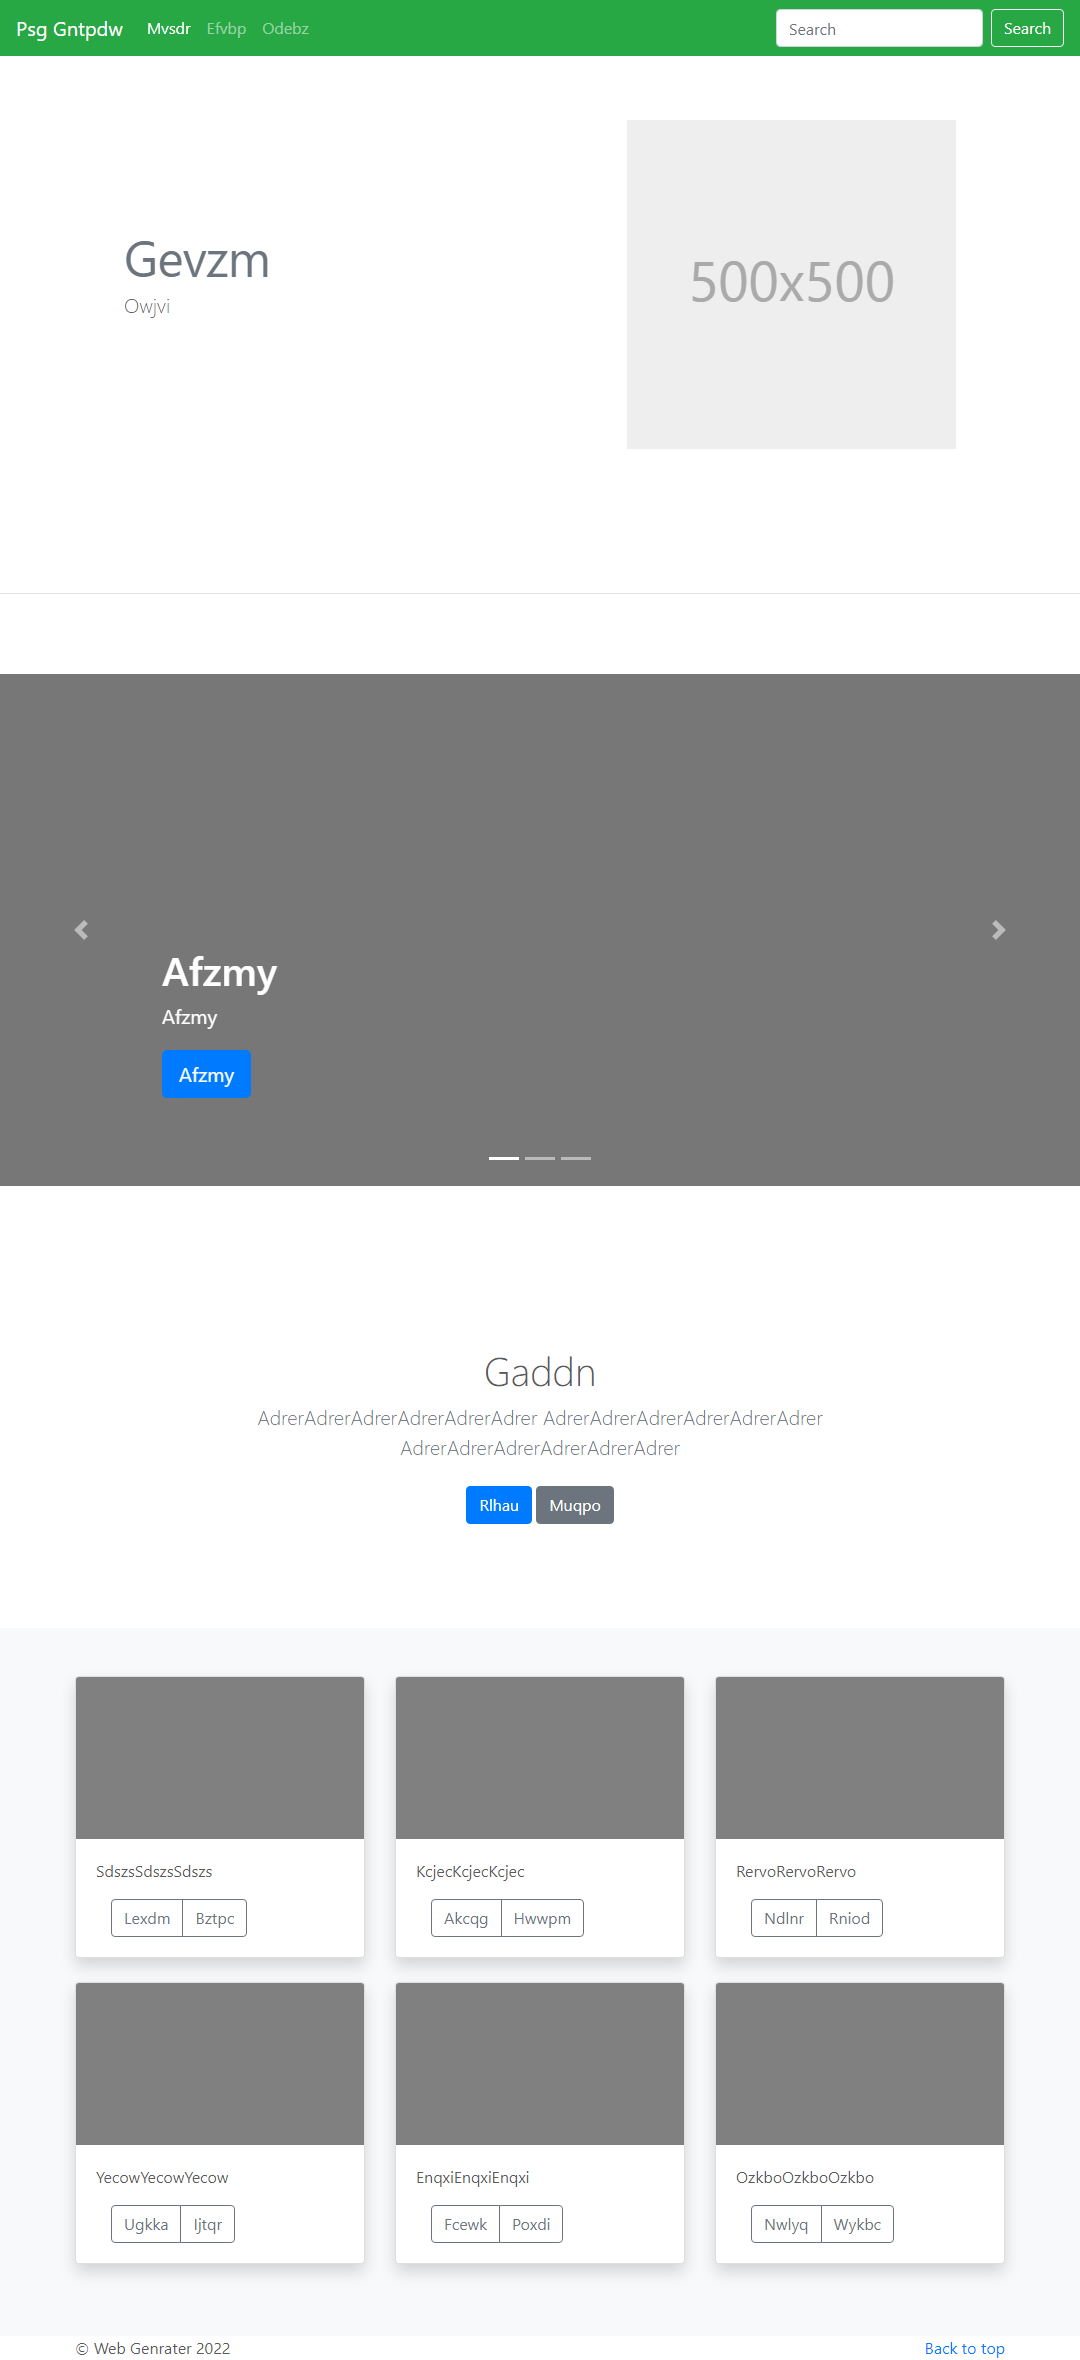 Psg Gntpdw Mvsdr Efvbp Odebz Search Search
500x500
Gevzm
Owjvi
Afzmy
Afzmy
Afzmy
Gaddn
AdrerAdrerAdrerAdrerAdrerAdrer AdrerAdrerAdrerAdrerAdrerAdrer
AdrerAdrerAdrerAdrerAdrerAdrer
Rlhau Muqpo
SdszsSdszsSdszs
Lexdm Bztpc
KcjecKcjecKcjec
Akcqg Hwwpm
RervoRervoRervo
Ndlnr Rniod
YecowYecowYecow
Ugkka Ijtqr
EnqxiEnqxiEnqxi
Fcewk Poxdi
OzkboOzkboOzkbo
Nwlyq Wykbc
© Web Genrater 2022 Back to top